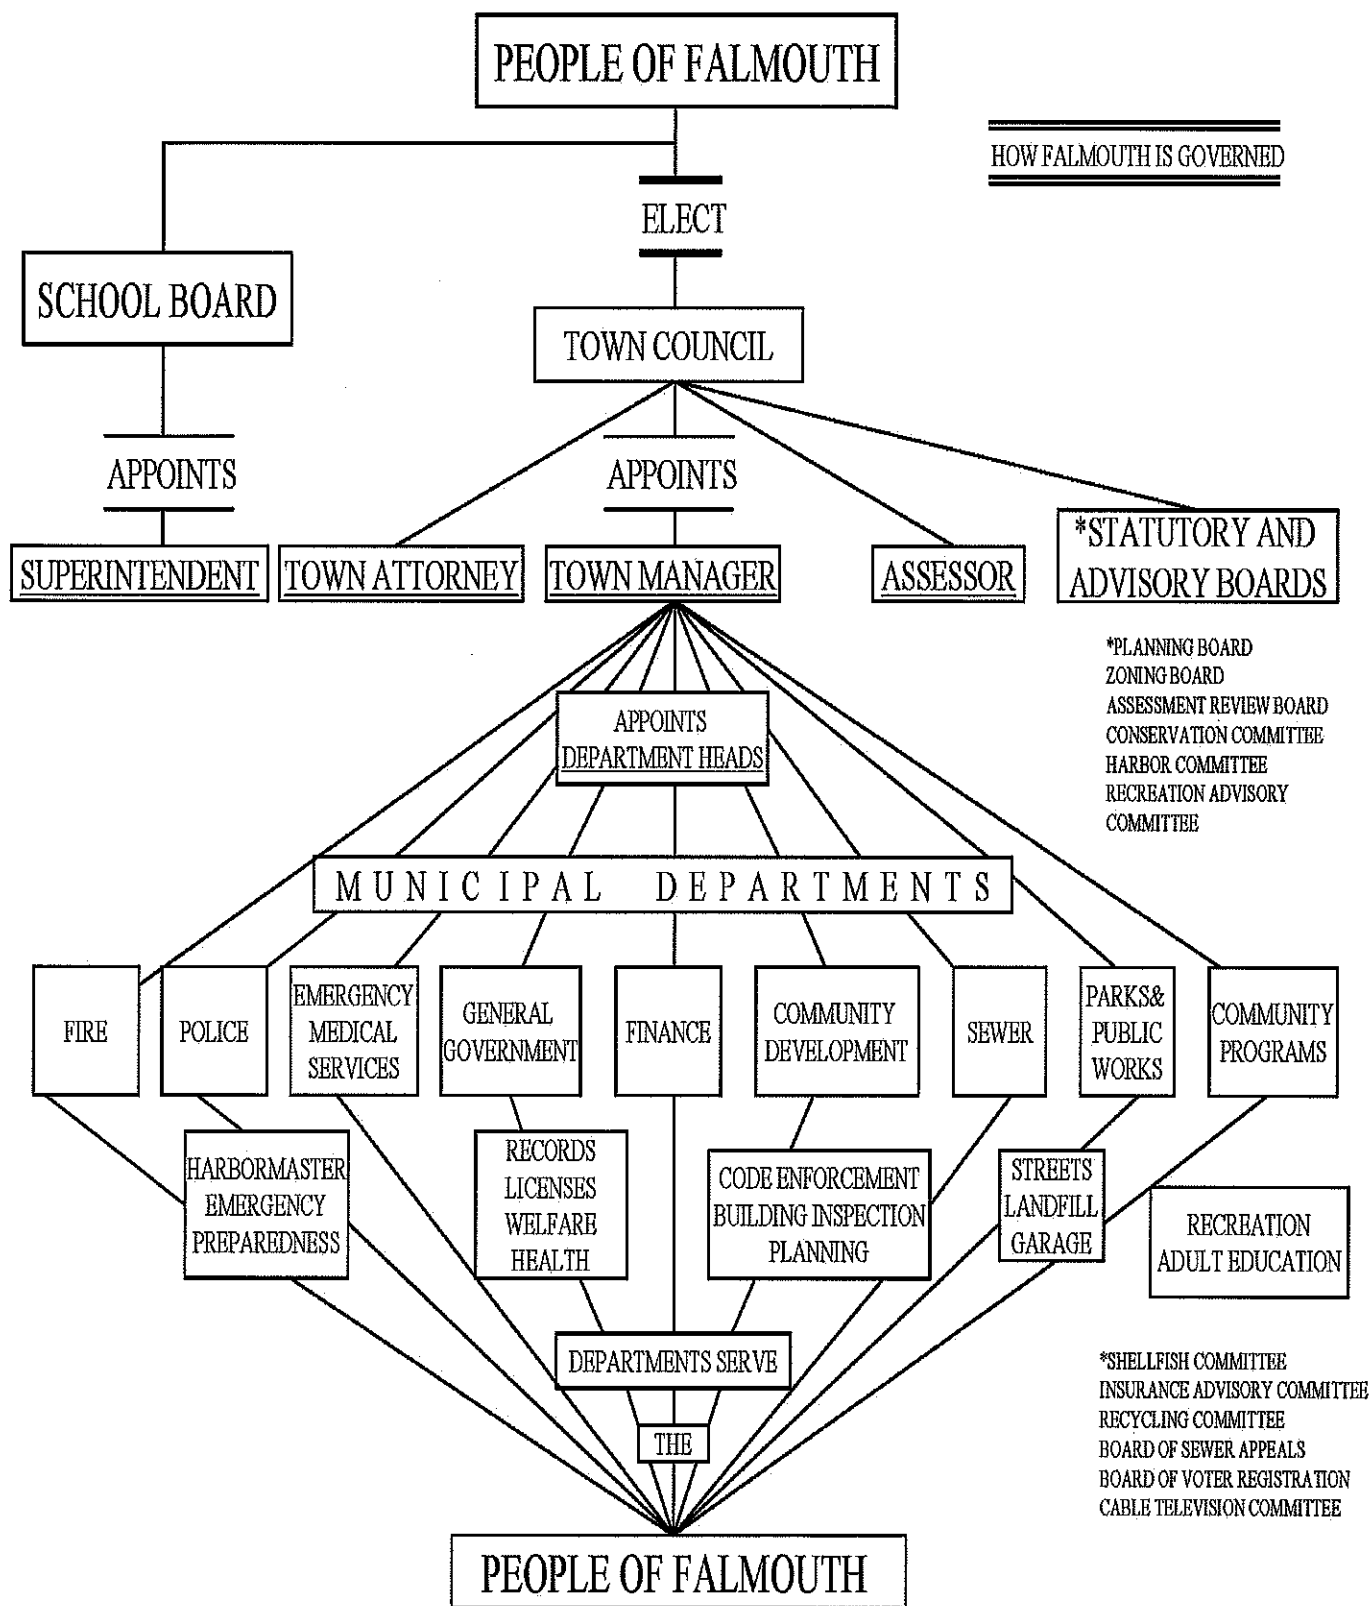 PEOPLE OF FALMOUTH
HOW FALMOUTH IS GOVERNED
ELECT
SCHOOL BOARD
TOWN COUNCIL
APPOINTS
APPOINTS
SUPERINTENDENT
TOWN ATTORNEY
TOWN MANAGER
ASSESSOR
*STATUTORY AND
ADVISORY BOARDS
*PLANNING BOARD
ZONING BOARD
ASSESSMENT REVIEW BOARD
CONSERVATION COMMITTEE
HARBOR COMMITTEE
RECREATION ADVISORY
COMMITTEE
APPOINTS
DEPARTMENT HEADS
MUNICIPAL DEPARTMENTS
FIRE
POLICE
EMERGENCY
MEDICAL
SERVICES
GENERAL
GOVERNMENT
FINANCE
COMMUNITY
DEVELOPMENT
SEWER
PARKS&
PUBLIC
WORKS
COMMUNITY
PROGRAMS
HARBORMASTER
EMERGENCY
PREPAREDNESS
RECORDS
LICENSES
WELFARE
HEALTH
CODE ENFORCEMENT
BUILDING INSPECTION
PLANNING
STREETS
LANDFILL
GARAGE
RECREATION
ADULT EDUCATION
DEPARTMENTS SERVE
THE
*SHELLFISH COMMITTEE
INSURANCE ADVISORY COMMITTEE
RECYCLING COMMITTEE
BOARD OF SEWER APPEALS
BOARD OF VOTER REGISTRATION
CABLE TELEVISION COMMITTEE
PEOPLE OF FALMOUTH